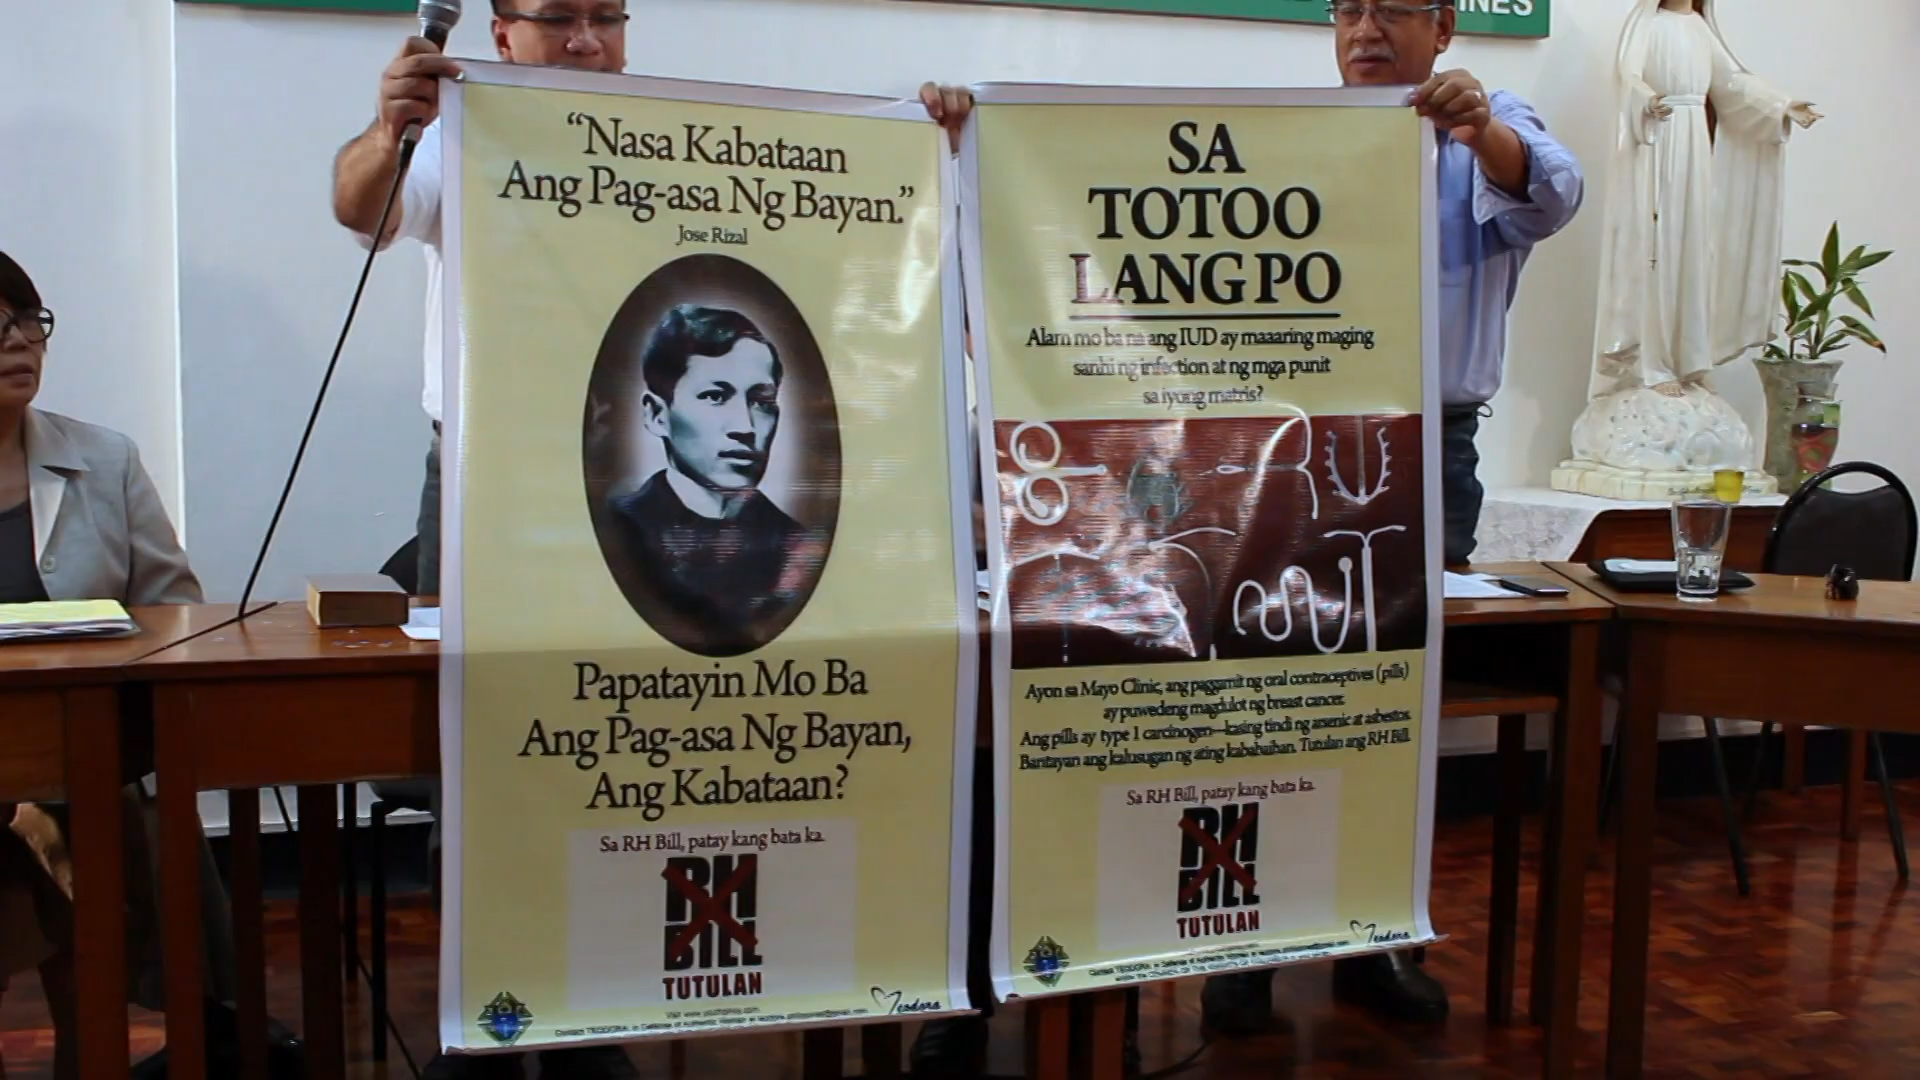 INES
“Nasa Kabataan
Ang Pag-asa Ng Bayan.”
Jose Rizal
Papatayin Mo Ba
Ang Pag-asa Ng Bayan,
Ang Kabataan?
Sa RH Bill, patay kang bata ka.
RH
BILL
TUTULAN
Teodora
SA
TOTOO
LANG PO
Alam mo ba na ang IUD ay maaaring maging
sanhi ng infection at ng mga punit
sa iyong matris?
Ayon sa Mayo Clinic, ang paggamit ng oral contraceptives (pills)
ay puwedeng magdulot ng breast cancer.
Ang pills ay type 1 carcinogen—kasing tindi ng arsenic at asbestos.
Bantayan ang kalusugan ng ating kababaihan. Tutulan ang RH Bill.
Sa RH Bill, patay kang bata ka.
RH
BILL
TUTULAN
Teodora